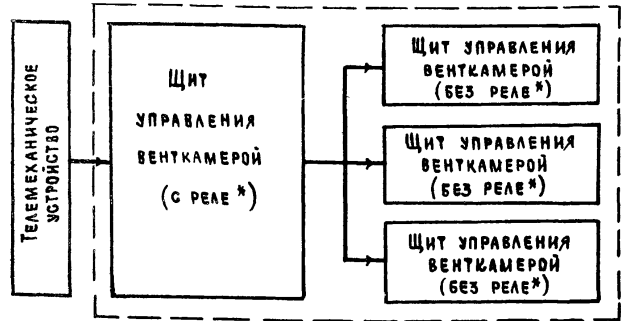 Телемеханическое
устройство
Щит
управления
венткамерой
(с реле*)
Щит управления
венткамерой
(без реле*)
Щит управления
венткамерой
(без реле*)
Щит управления
венткамерой
(без реле*)